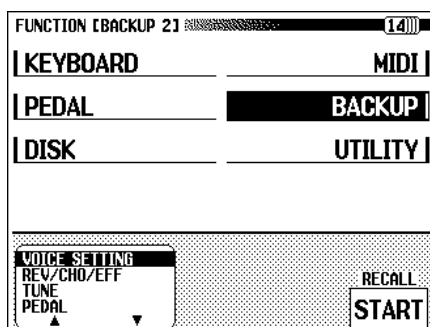 FUNCTION [BACKUP 2] 14
KEYBOARD MIDI
PEDAL BACKUP
DISK UTILITY
VOICE SETTING
REV/CHO/EFF
TUNE
PEDAL
RECALL
START